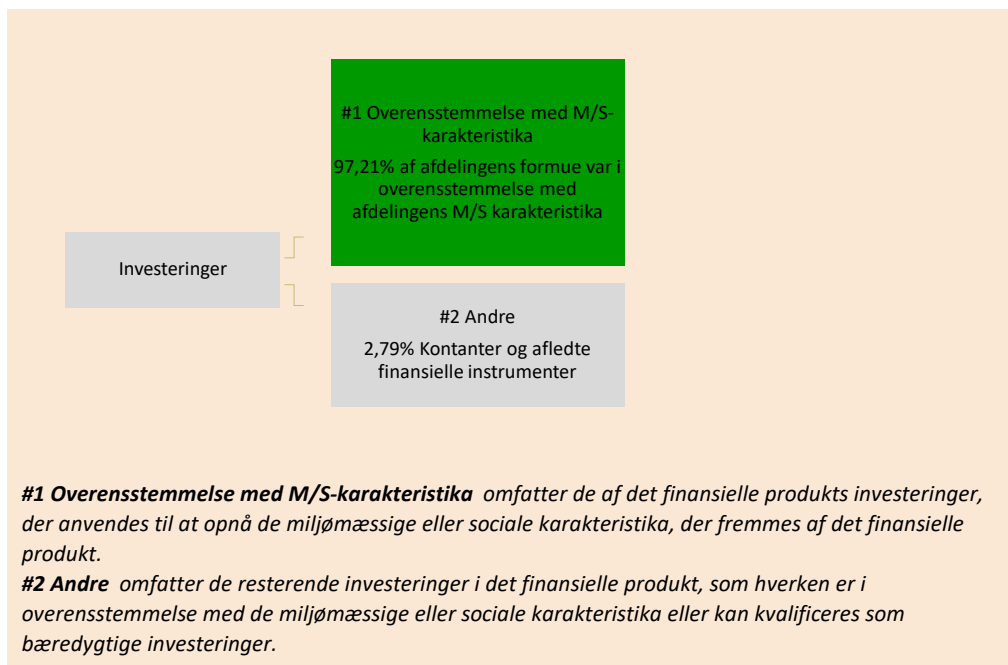 #1 Overensstemmelse med M/S-
karakteristika
97,21% af afdelingens formue var i
overensstemmelse med
afdelingens M/S karakteristika
Investeringer
#2 Andre
2,79% Kontanter og afledte
finansielle instrumenter
#1 Overensstemmelse med M/S-karakteristika omfatter de af det finansielle produkts investeringer,
der anvendes til at opnå de miljømæssige eller sociale karakteristika, der fremmes af det finansielle
produkt.
#2 Andre omfatter de resterende investeringer i det finansielle produkt, som hverken er i
overensstemmelse med de miljømæssige eller sociale karakteristika eller kan kvalificeres som
bæredygtige investeringer.